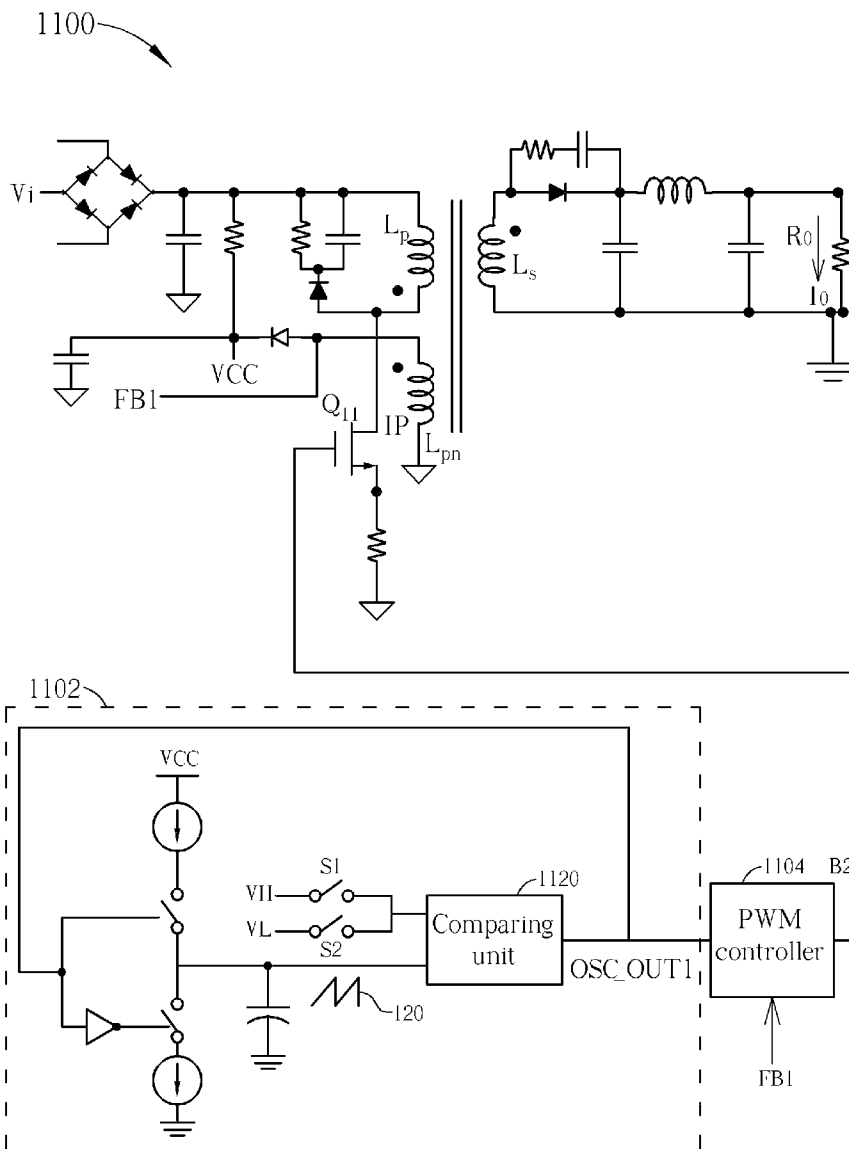 1100
Vi
Lp
Ls
R0
I0
VCC
FB1
Q11
IP
Lpn
1102
VCC
S1
VH
VL
S2
1120
Comparing
unit
OSC_OUT1
120
1104
B2
PWM
controller
FB1